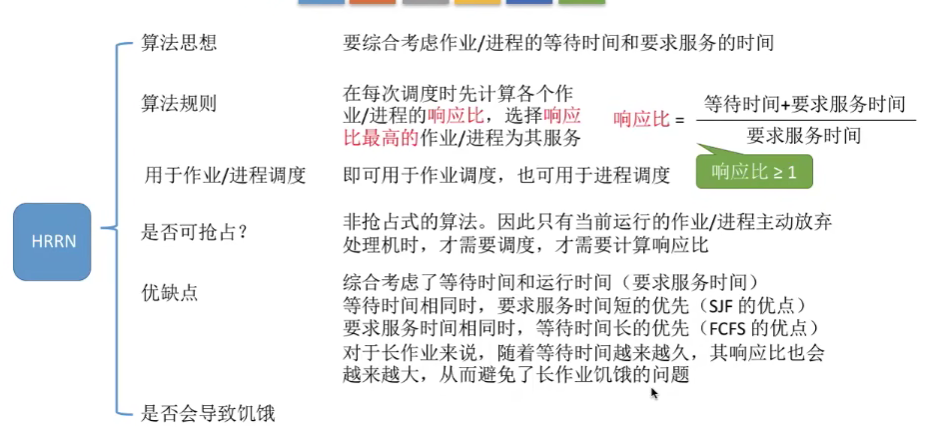 算法思想
要综合考虑作业/进程的等待时间和要求服务的时间
算法规则
在每次调度时先计算各个作
业/进程的响应比，选择响应
比最高的作业/进程为其服务
响应比 =
等待时间+要求服务时间
要求服务时间
响应比 ≥ 1
用于作业/进程调度
即可用于作业调度，也可用于进程调度
HRRN
是否可抢占？
非抢占式的算法。因此只有当前运行的作业/进程主动放弃
处理机时，才需要调度，才需要计算响应比
优缺点
综合考虑了等待时间和运行时间（要求服务时间）
等待时间相同时，要求服务时间短的优先（SJF 的优点）
要求服务时间相同时，等待时间长的优先（FCFS 的优点）
对于长作业来说，随着等待时间越来越久，其响应比也会
越来越大，从而避免了长作业饥饿的问题
是否会导致饥饿